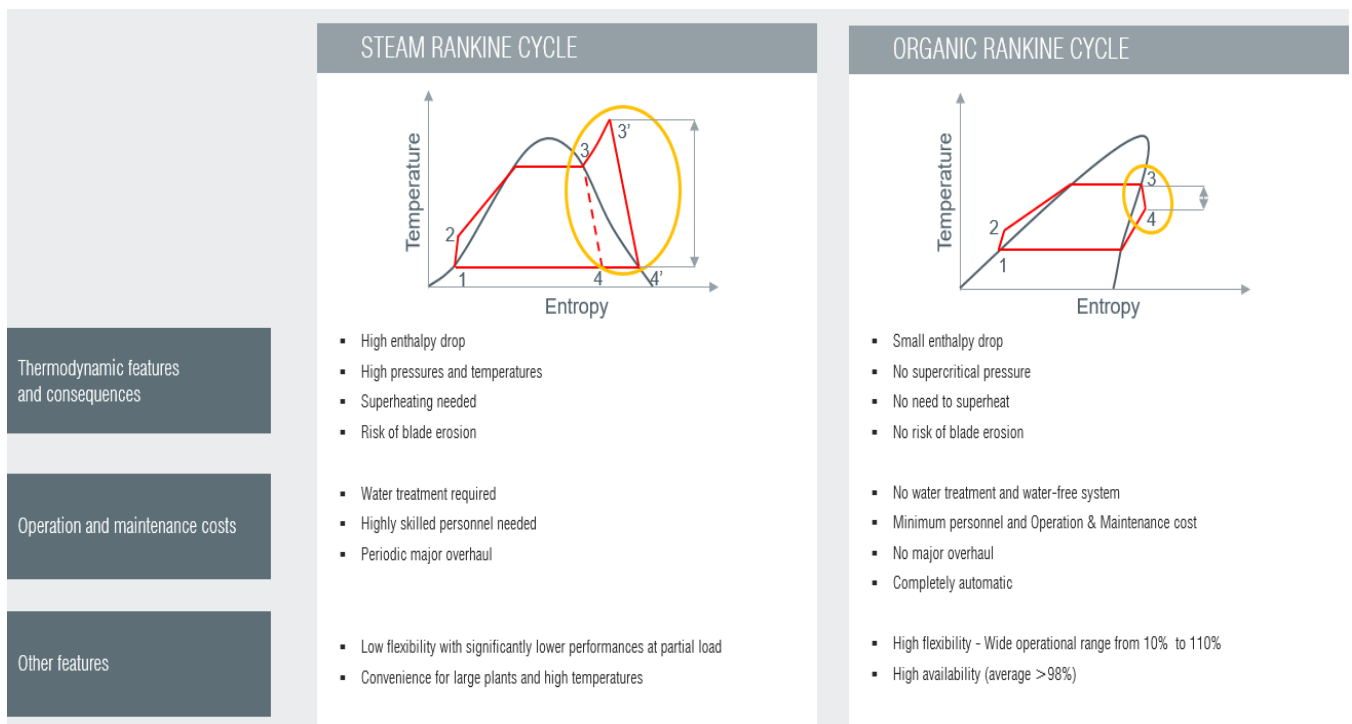 STEAM RANKINE CYCLE
Temperature
3'
3
2
1
4
4'
Entropy
ORGANIC RANKINE CYCLE
Temperature
3
4
2
1
Entropy
Thermodynamic features
and consequences
▪ High enthalpy drop
▪ High pressures and temperatures
▪ Superheating needed
▪ Risk of blade erosion
▪ Small enthalpy drop
▪ No supercritical pressure
▪ No need to superheat
▪ No risk of blade erosion
Operation and maintenance costs
▪ Water treatment required
▪ Highly skilled personnel needed
▪ Periodic major overhaul
▪ No water treatment and water-free system
▪ Minimum personnel and Operation & Maintenance cost
▪ No major overhaul
▪ Completely automatic
Other features
▪ Low flexibility with significantly lower performances at partial load
▪ Convenience for large plants and high temperatures
▪ High flexibility - Wide operational range from 10% to 110%
▪ High availability (average >98%)